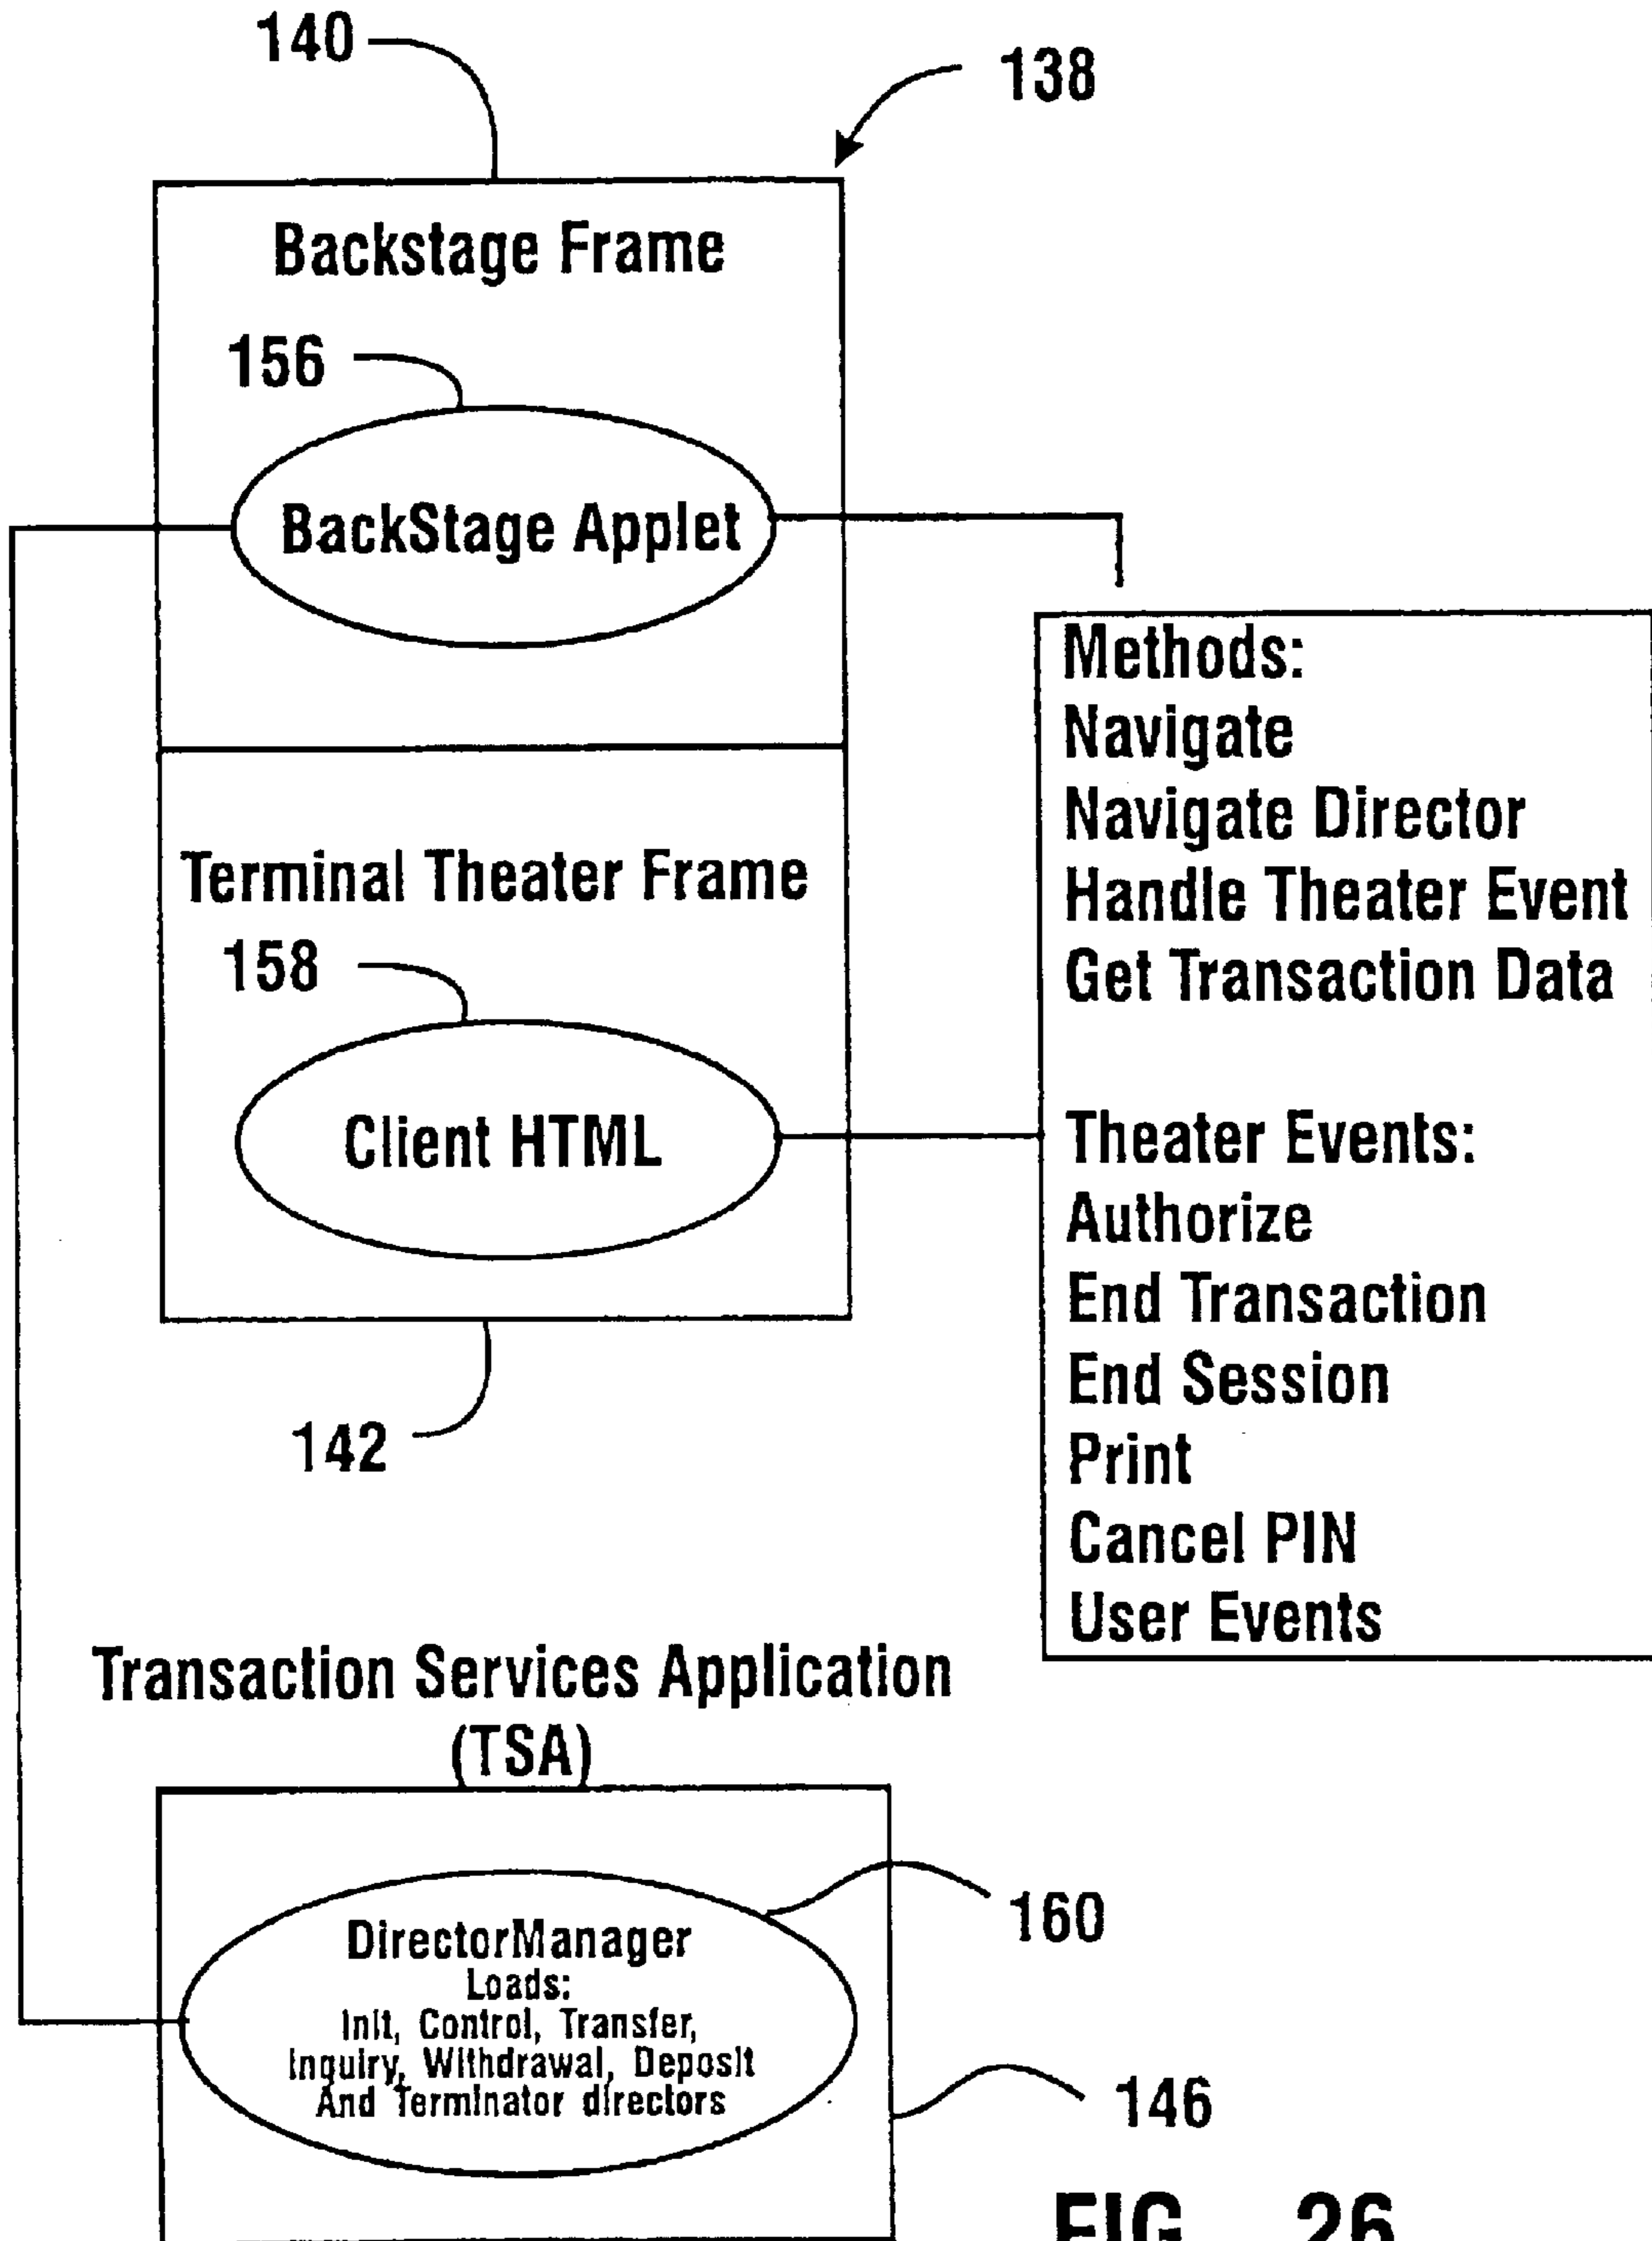 140
138
Backstage Frame
156
BackStage Applet
Methods:
Navigate
Navigate Director
Handle Theater Event
Get Transaction Data
Terminal Theater Frame
158
Client HTML
Theater Events:
Authorize
End Transaction
End Session
Print
Cancel PIN
User Events
142
Transaction Services Application
(TSA)
DirectorManager
Loads:
Init, Control, Transfer,
Inquiry, Withdrawal, Deposit
And Terminator directors
160
146
FIG 26